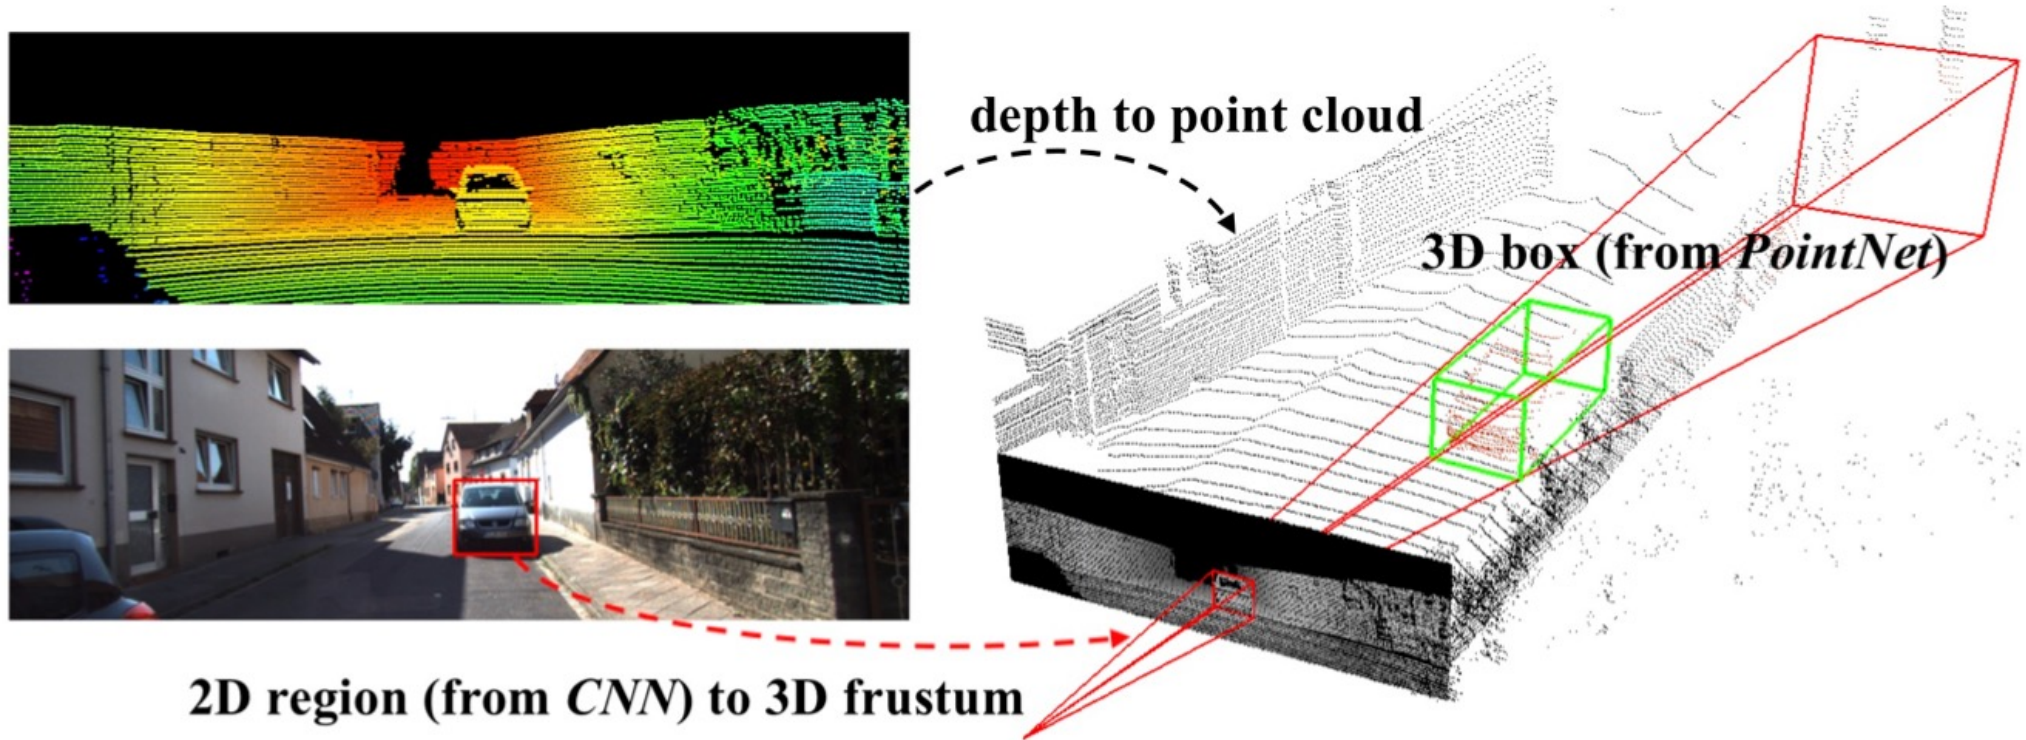 depth to point cloud
3D box (from PointNet)
2D region (from CNN) to 3D frustum